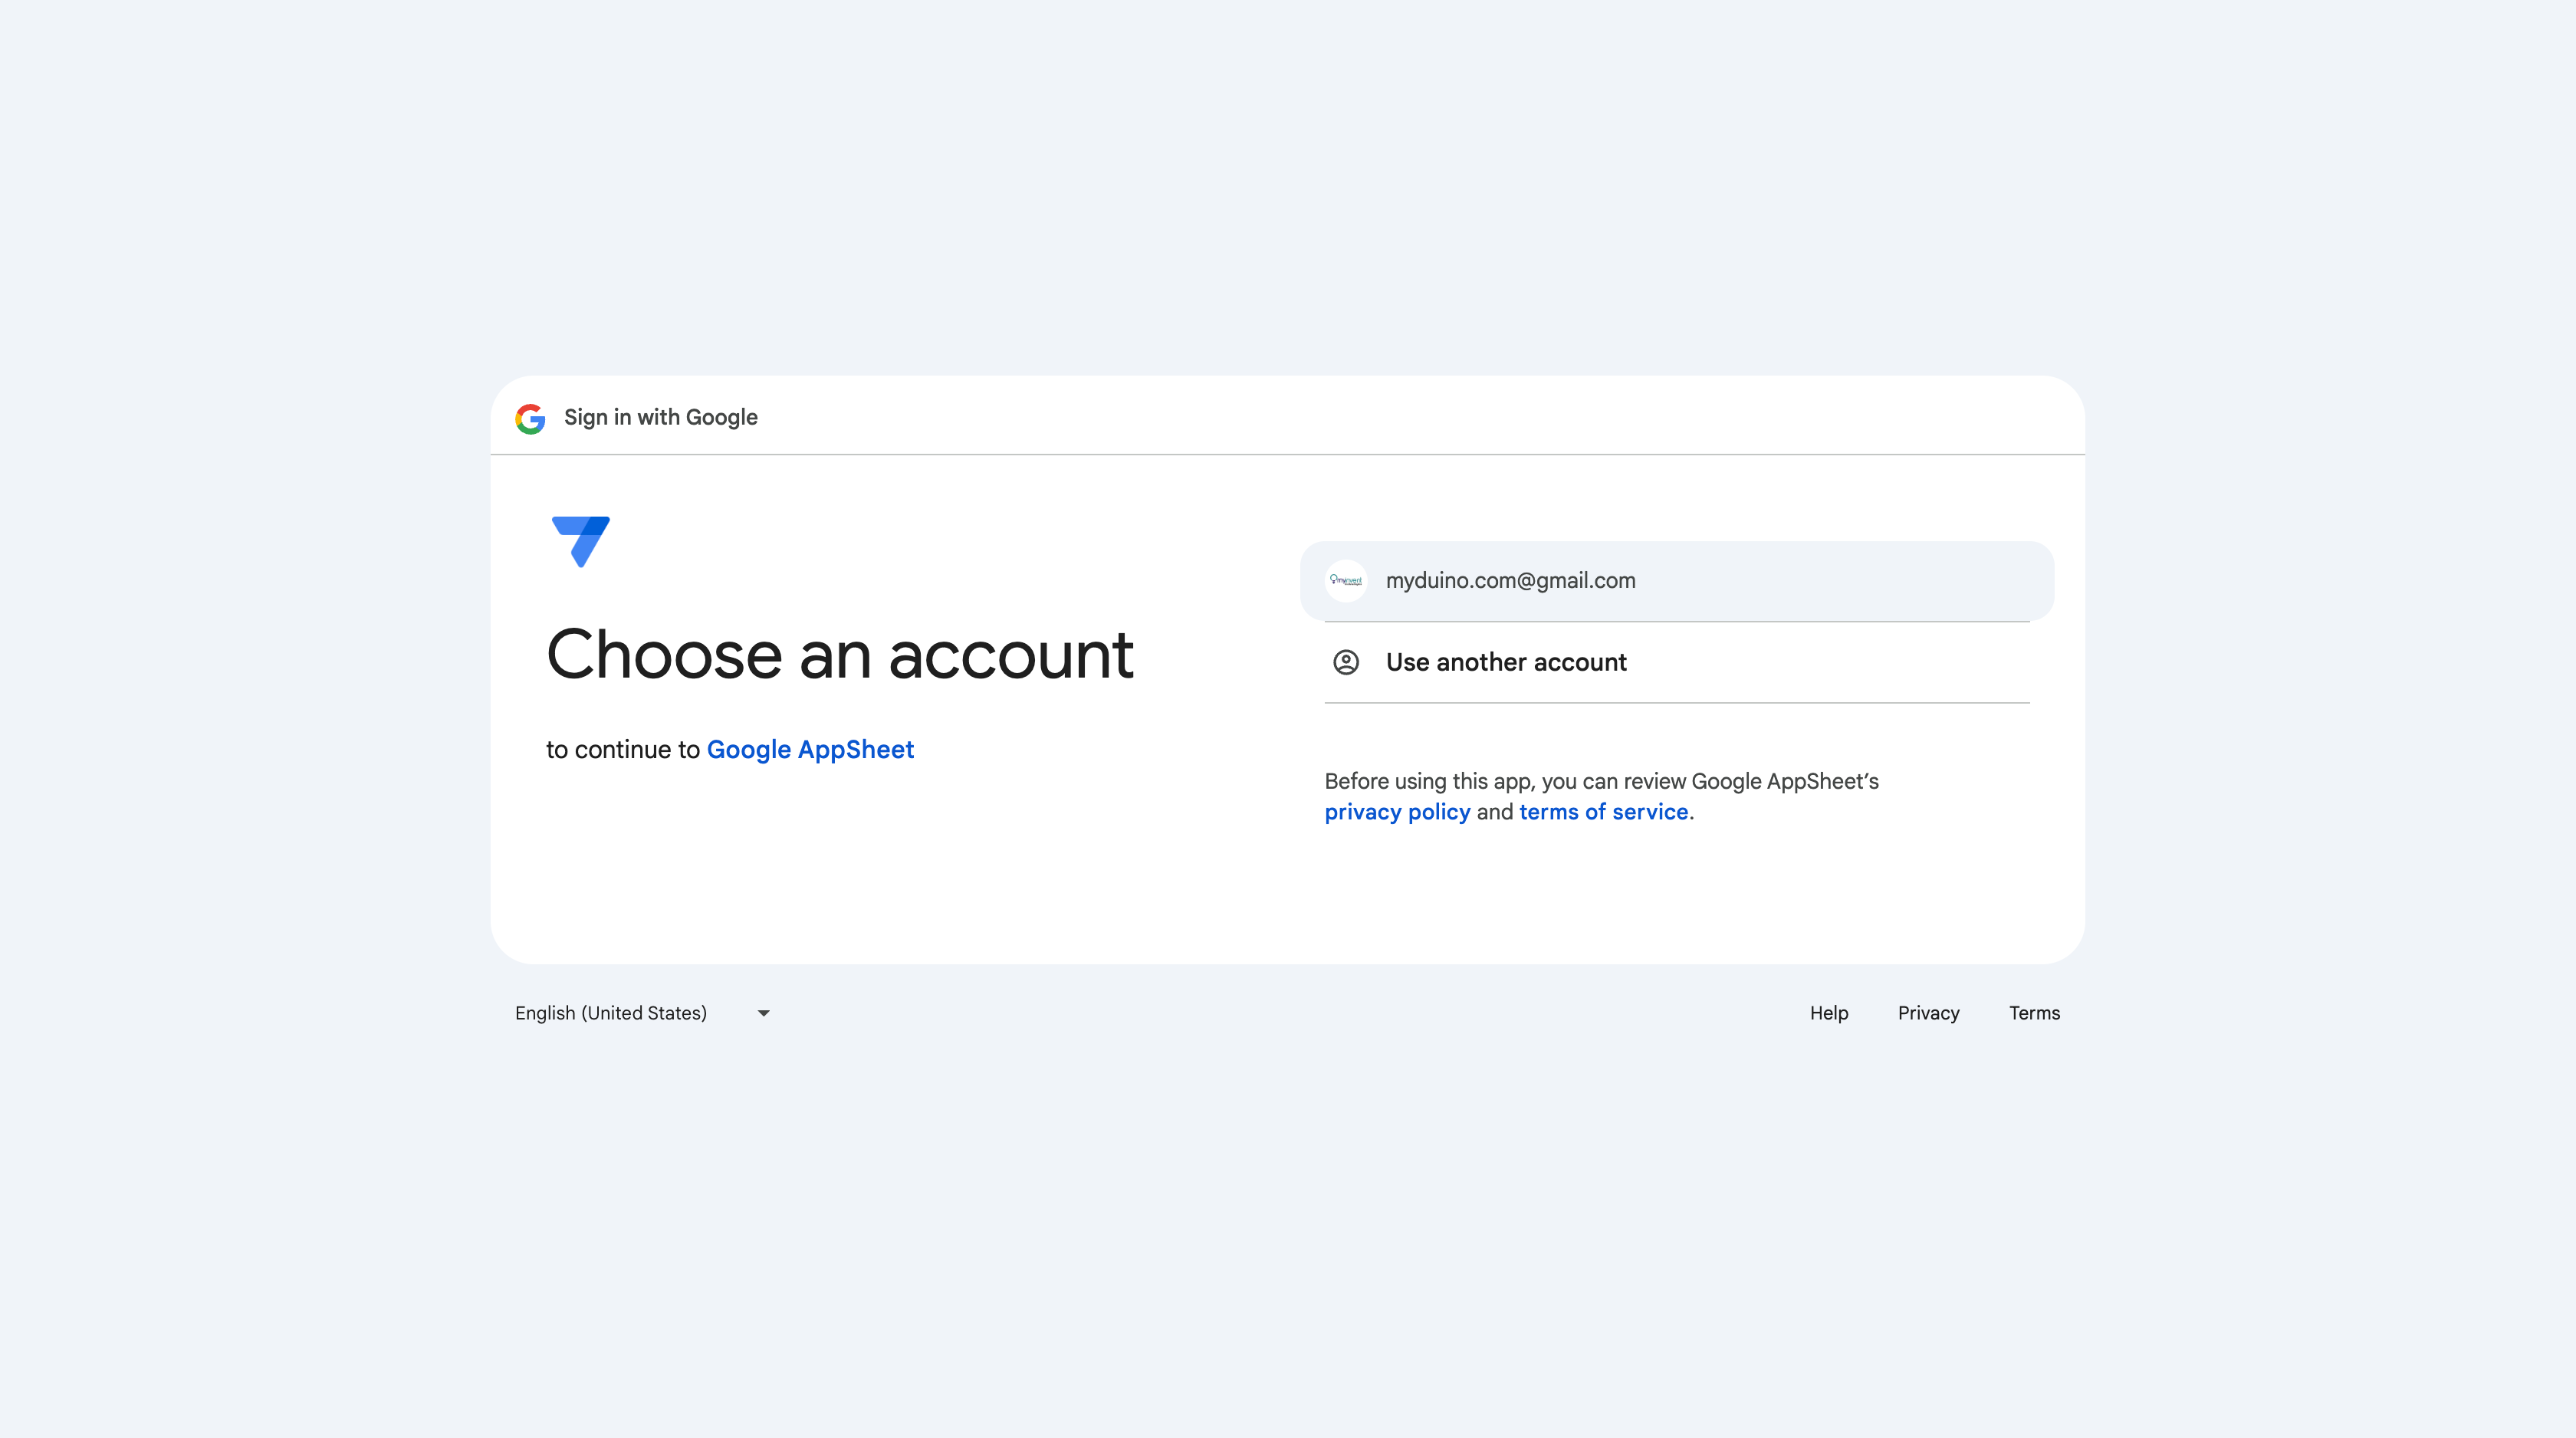 Sign in with Google
Choose an account
to continue to Google AppSheet
myinvent
myduino.com@gmail.com
Use another account
Before using this app, you can review Google AppSheet’s
privacy policy and terms of service.
English (United States)
Help Privacy Terms